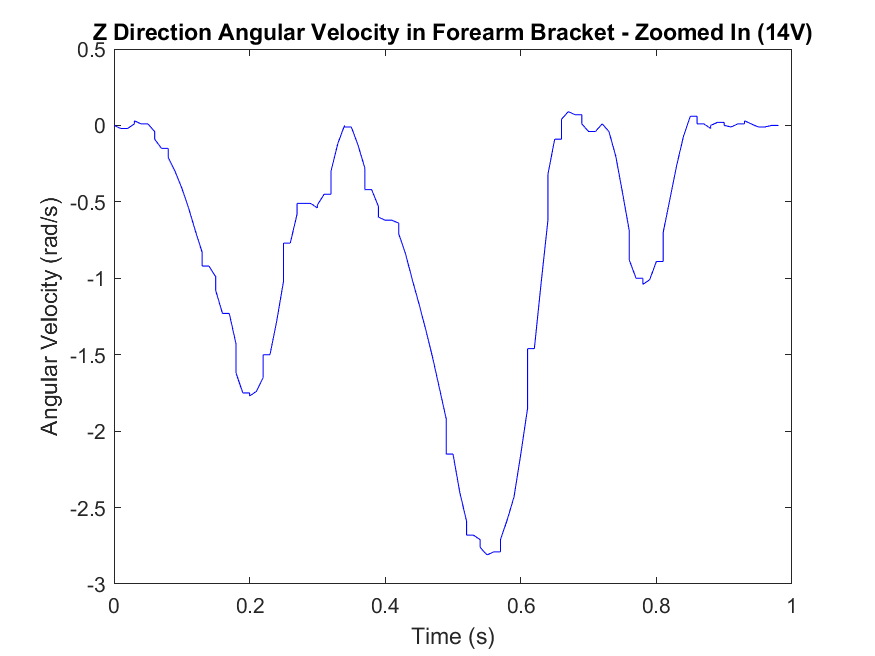 Z Direction Angular Velocity in Forearm Bracket - Zoomed In (14V)
0.5
0
-0.5
-1
-1.5
-2
-2.5
-3
Angular Velocity (rad/s)
0 0.2 0.4 0.6 0.8 1
Time (s)